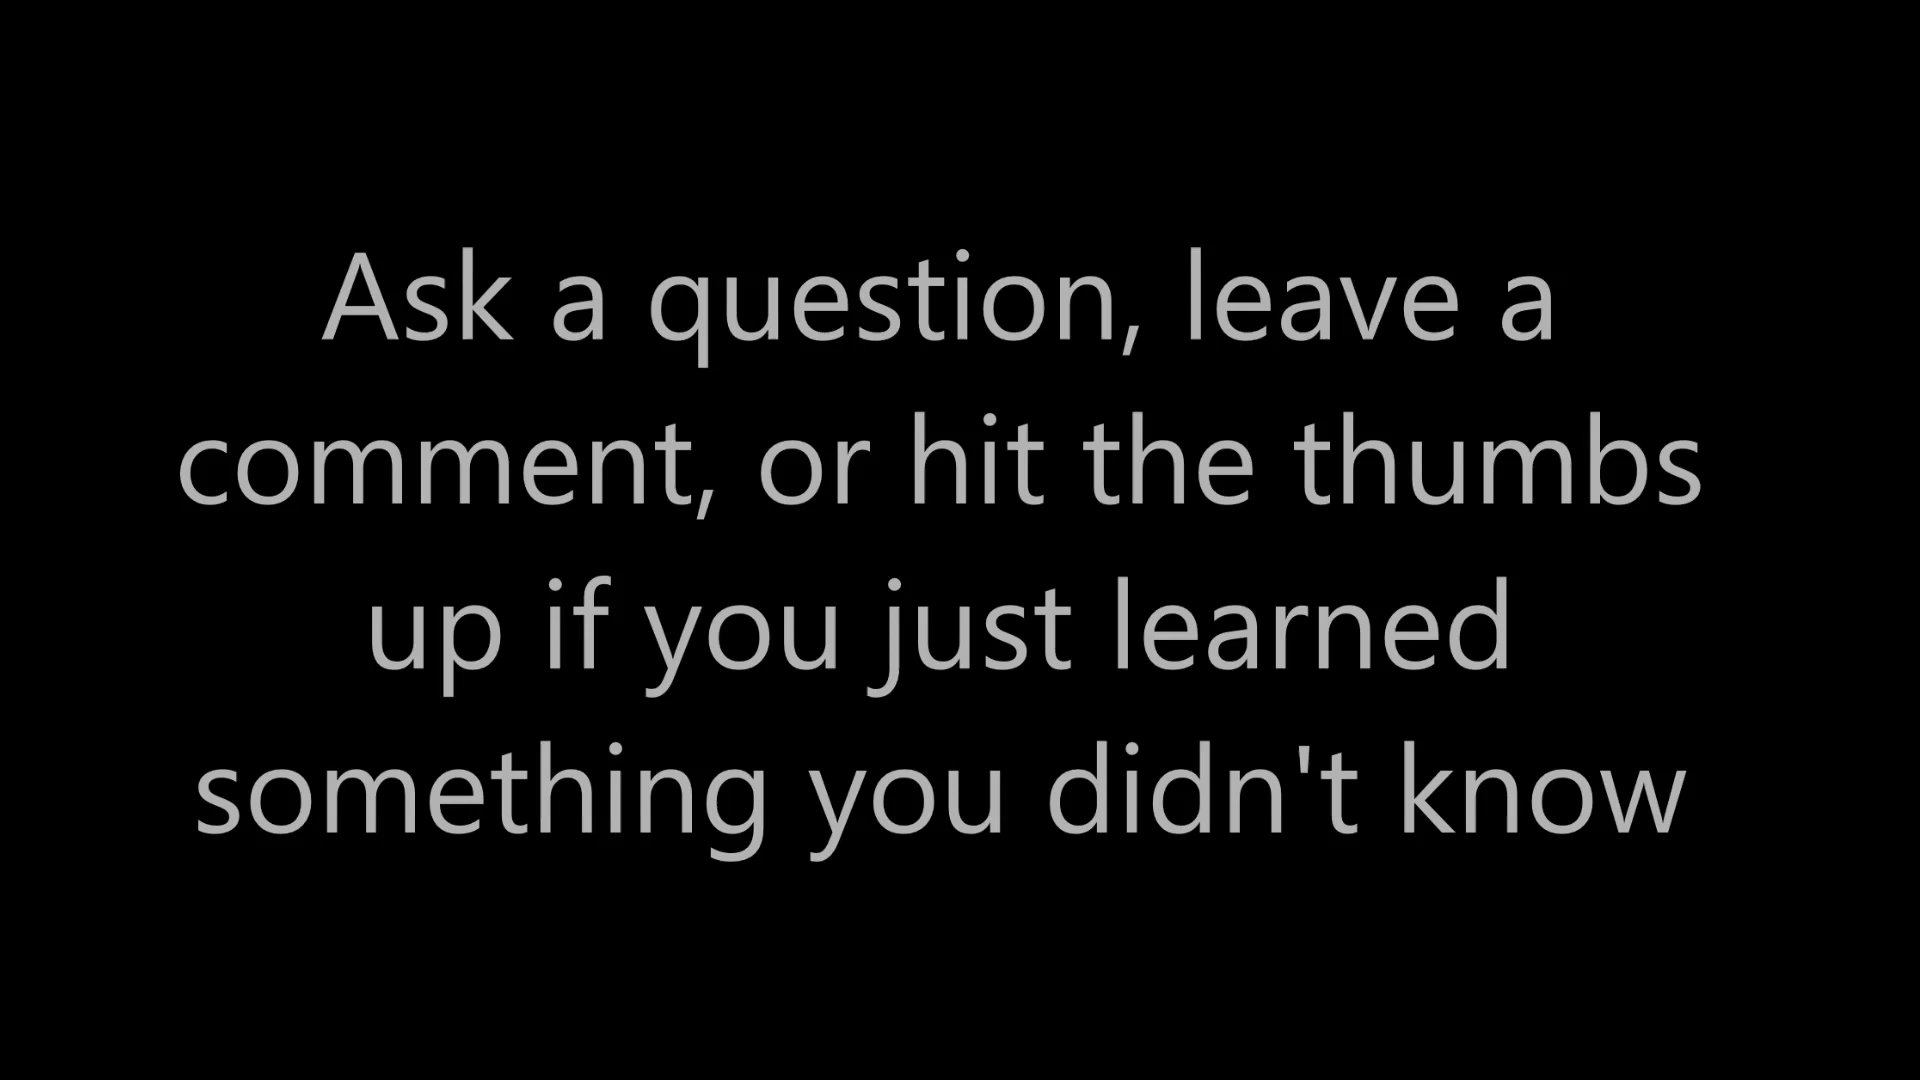 Ask a question, leave a
comment, or hit the thumbs
up if you just learned
something you didn't know